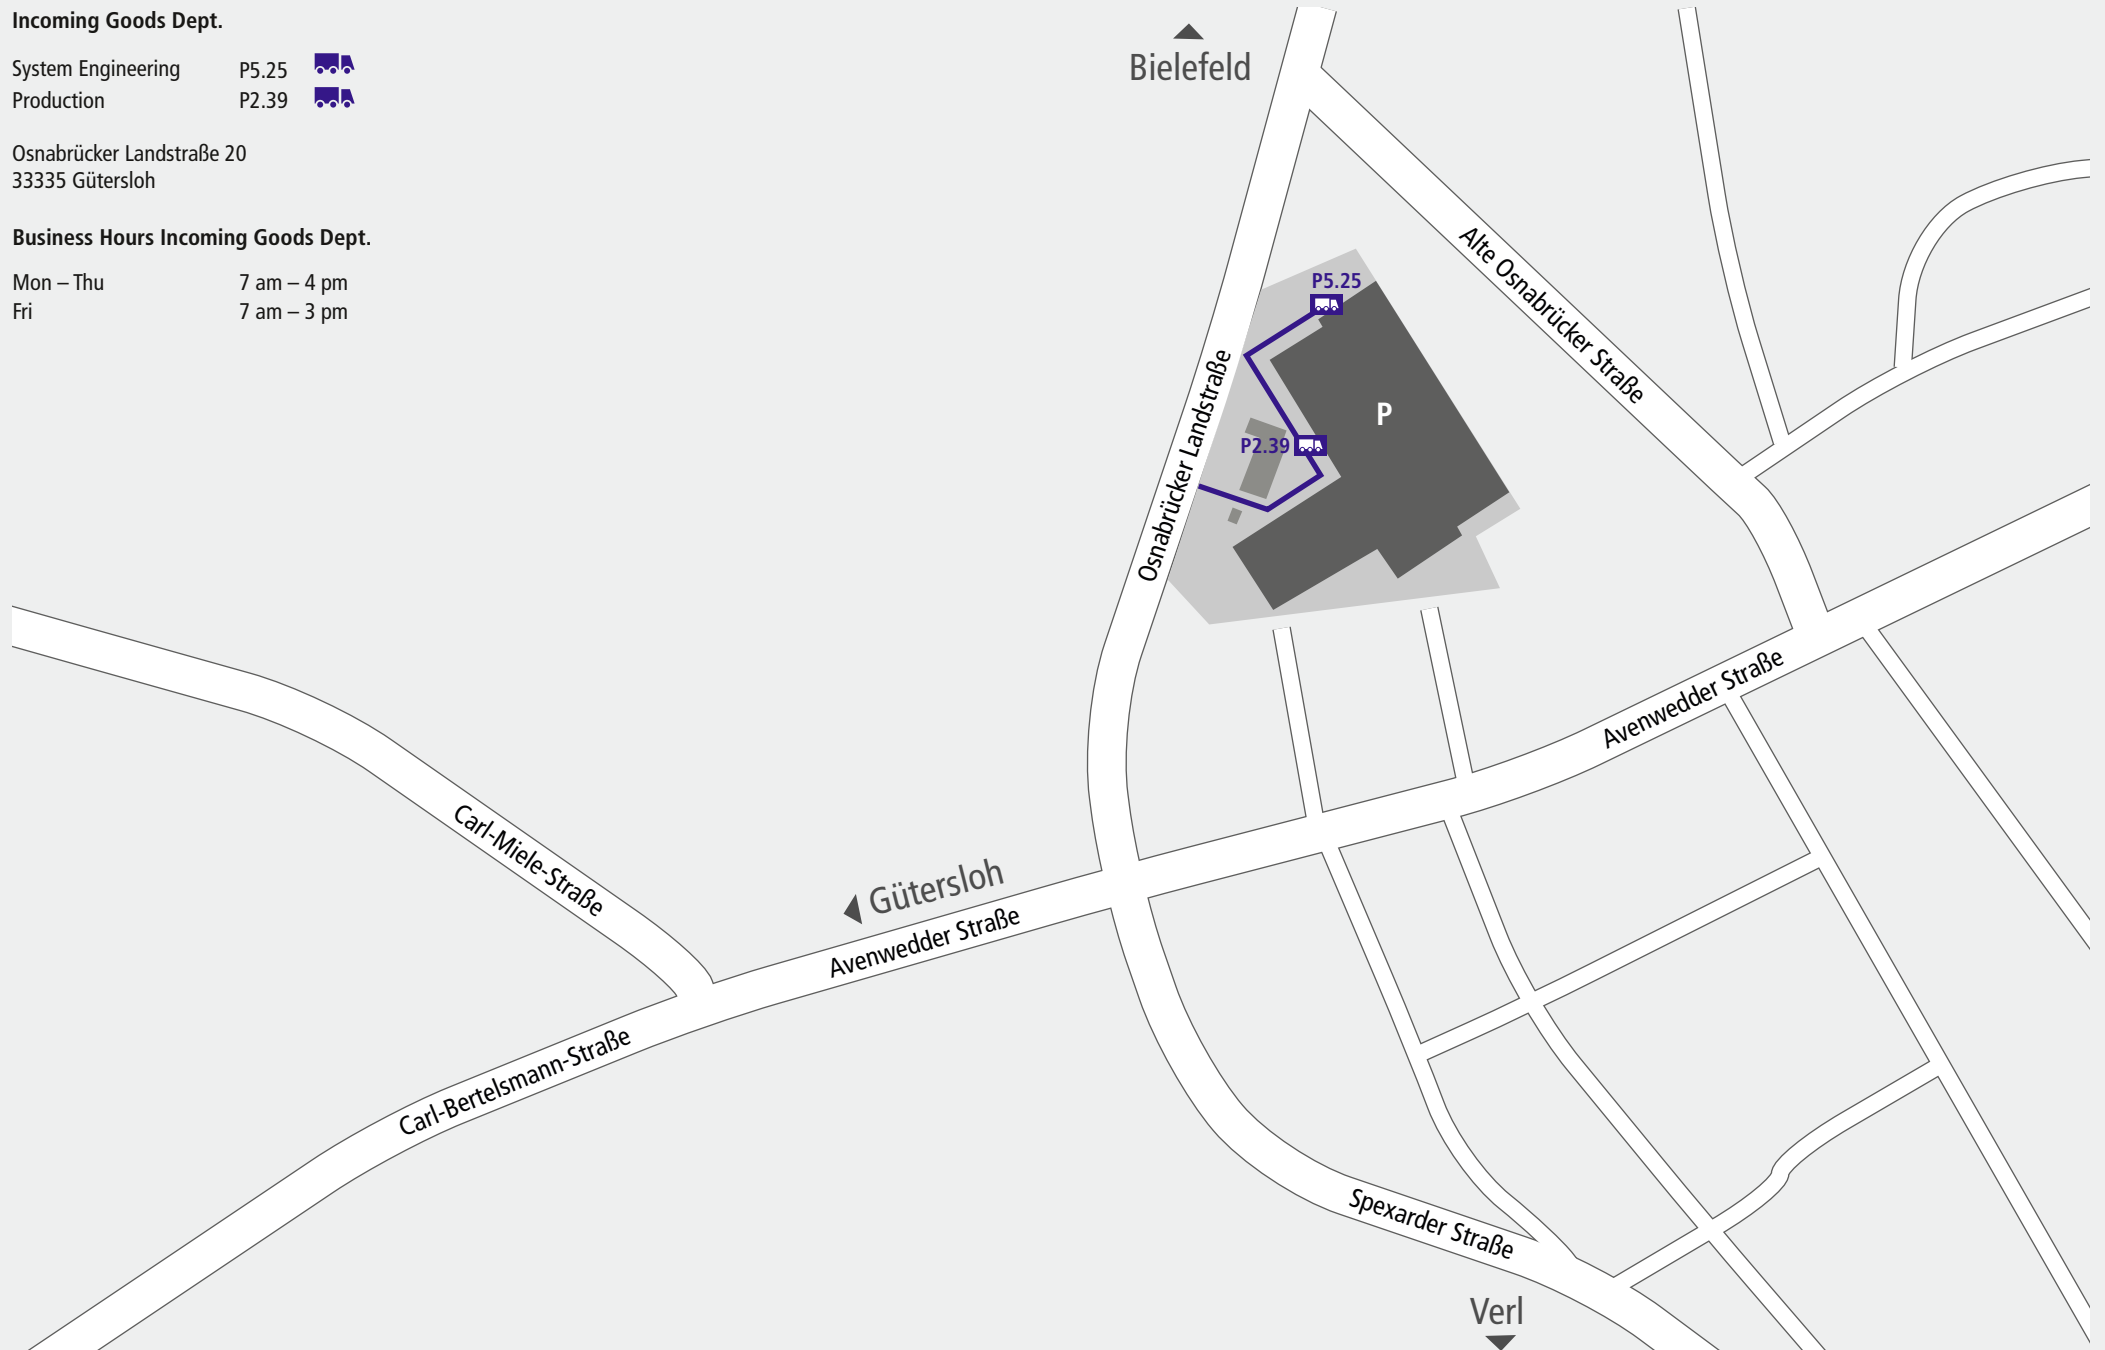 Incoming Goods Dept.
System Engineering P5.25
Production P2.39
Osnabrücker Landstraße 20
33335 Gütersloh
Business Hours Incoming Goods Dept.
Mon – Thu 7 am – 4 pm
Fri 7 am – 3 pm
Bielefeld
Alte Osnabrücker Straße
P5.25
Osnabrücker Landstraße
P
P2.39
Avenwedder Straße
Carl-Miele-Straße
Gütersloh
Avenwedder Straße
Carl-Bertelsmann-Straße
Spexarder Straße
Verl